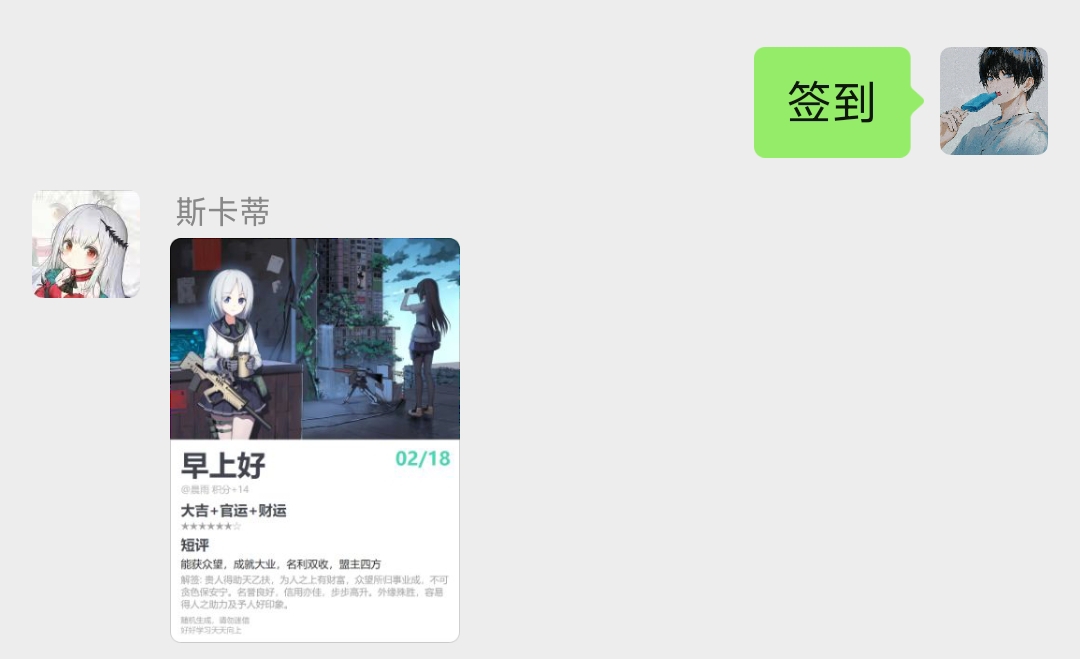 签到
斯卡蒂
早上好
02/18
@晨雨 积分+14
大吉+官运+财运
★★★★★★☆
短评
能获众望，成就大业，名利双收，盟主四方
解签: 贵人得助天乙扶，为人之上有财富，众望所归事业成，不可
贪色保安宁。名誉良好，信用亦佳，步步高升。外缘殊胜，容易
得人之助力及予人好印象。
随机生成，请勿迷信
好好学习天天向上